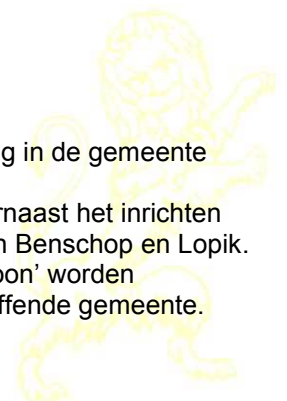 g in de gemeente
rnaast het inrichten
n Benschop en Lopik.
oon’ worden
ffende gemeente.